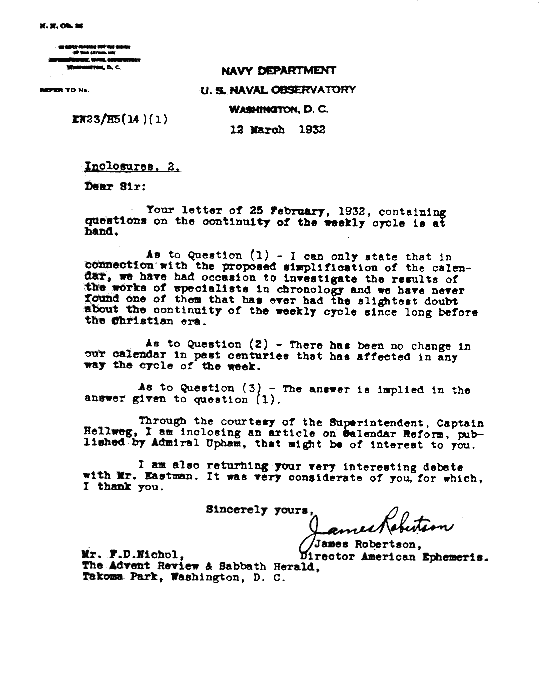 N. N. Ob. 26
WASHINGTON, D. C.
REFER TO No.
EN23/H5(14)(1)
NAVY DEPARTMENT
U. S. NAVAL OBSERVATORY
WASHINGTON, D. C.
12 March 1932
Inclosures, 2.
Dear Sir:
Your letter of 25 February, 1932, containing
questions on the continuity of the weekly cycle is at
hand.
As to Question (1) - I can only state that in
connection with the proposed simplification of the calen-
dar, we have had occasion to investigate the results of
the works of specialists in chronology and we have never
found one of them that has ever had the slightest doubt
about the continuity of the weekly cycle since long before
the Christian era.
As to Question (2) - There has been no change in
our calendar in past centuries that has affected in any
way the cycle of the week.
As to Question (3) - The answer is implied in the
answer given to question (1).
Through the courtesy of the Superintendent, Captain
Hellweg, I am inclosing an article on Calendar Reform, pub-
lished by Admiral Upham, that might be of interest to you.
I am also returhing your very interesting debate
with Mr. Eastman. It was very considerate of you, for which,
I thank you.
Sincerely yours,
James Robertson
James Robertson,
Director American Ephemeris.
Mr. F.D.Nichol,
The Advent Review & Sabbath Herald,
Takoma Park, Washington, D. C.